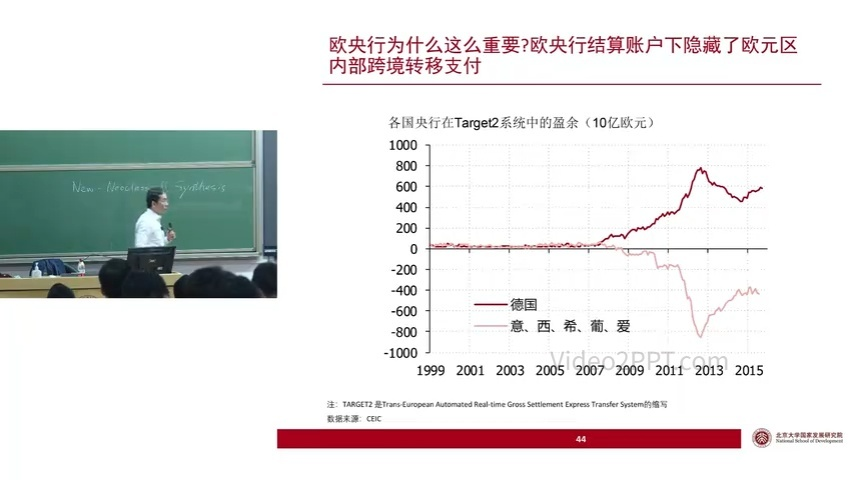 欧央行为什么这么重要?欧央行结算账户下隐藏了欧元区
内部跨境转移支付
New-Neoclassical Synthesis
各国央行在Target2系统中的盈余（10亿欧元）
1000
800
600
400
200
0
-200
-400
-600
-800
-1000
德国
意、西、希、葡、爱
Video2PPT.com
1999 2001 2003 2005 2007 2009 2011 2013 2015
注：TARGET2 是Trans-European Automated Real-time Gross Settlement Express Transfer System的缩写
数据来源：CEIC
44
北京大学国家发展研究院
National School of Development